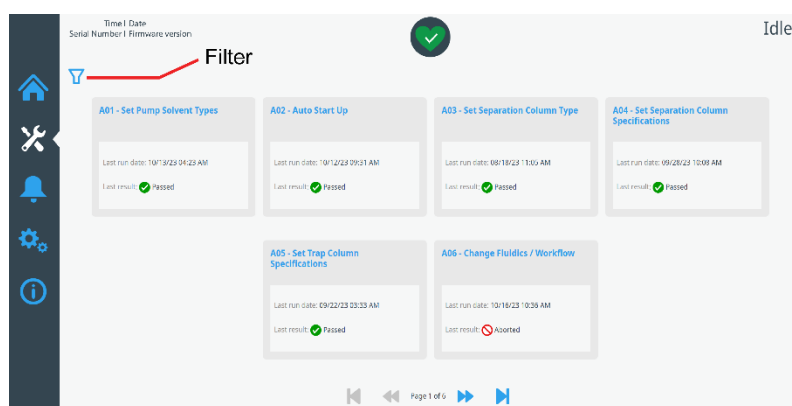 Time I Date
Serial Number I Firmware version
Idle
Filter
A01 - Set Pump Solvent Types
Last run date: 10/13/23 04:23 AM
Last result: Passed
A02 - Auto Start Up
Last run date: 10/12/23 09:31 AM
Last result: Passed
A03 - Set Separation Column Type
Last run date: 08/18/23 11:05 AM
Last result: Passed
A04 - Set Separation Column
Specifications
Last run date: 09/28/23 10:08 AM
Last result: Passed
A05 - Set Trap Column
Specifications
Last run date: 09/22/23 03:33 AM
Last result: Passed
A06 - Change Fluidics / Workflow
Last run date: 10/18/23 10:36 AM
Last result: Aborted
Page 1 of 6